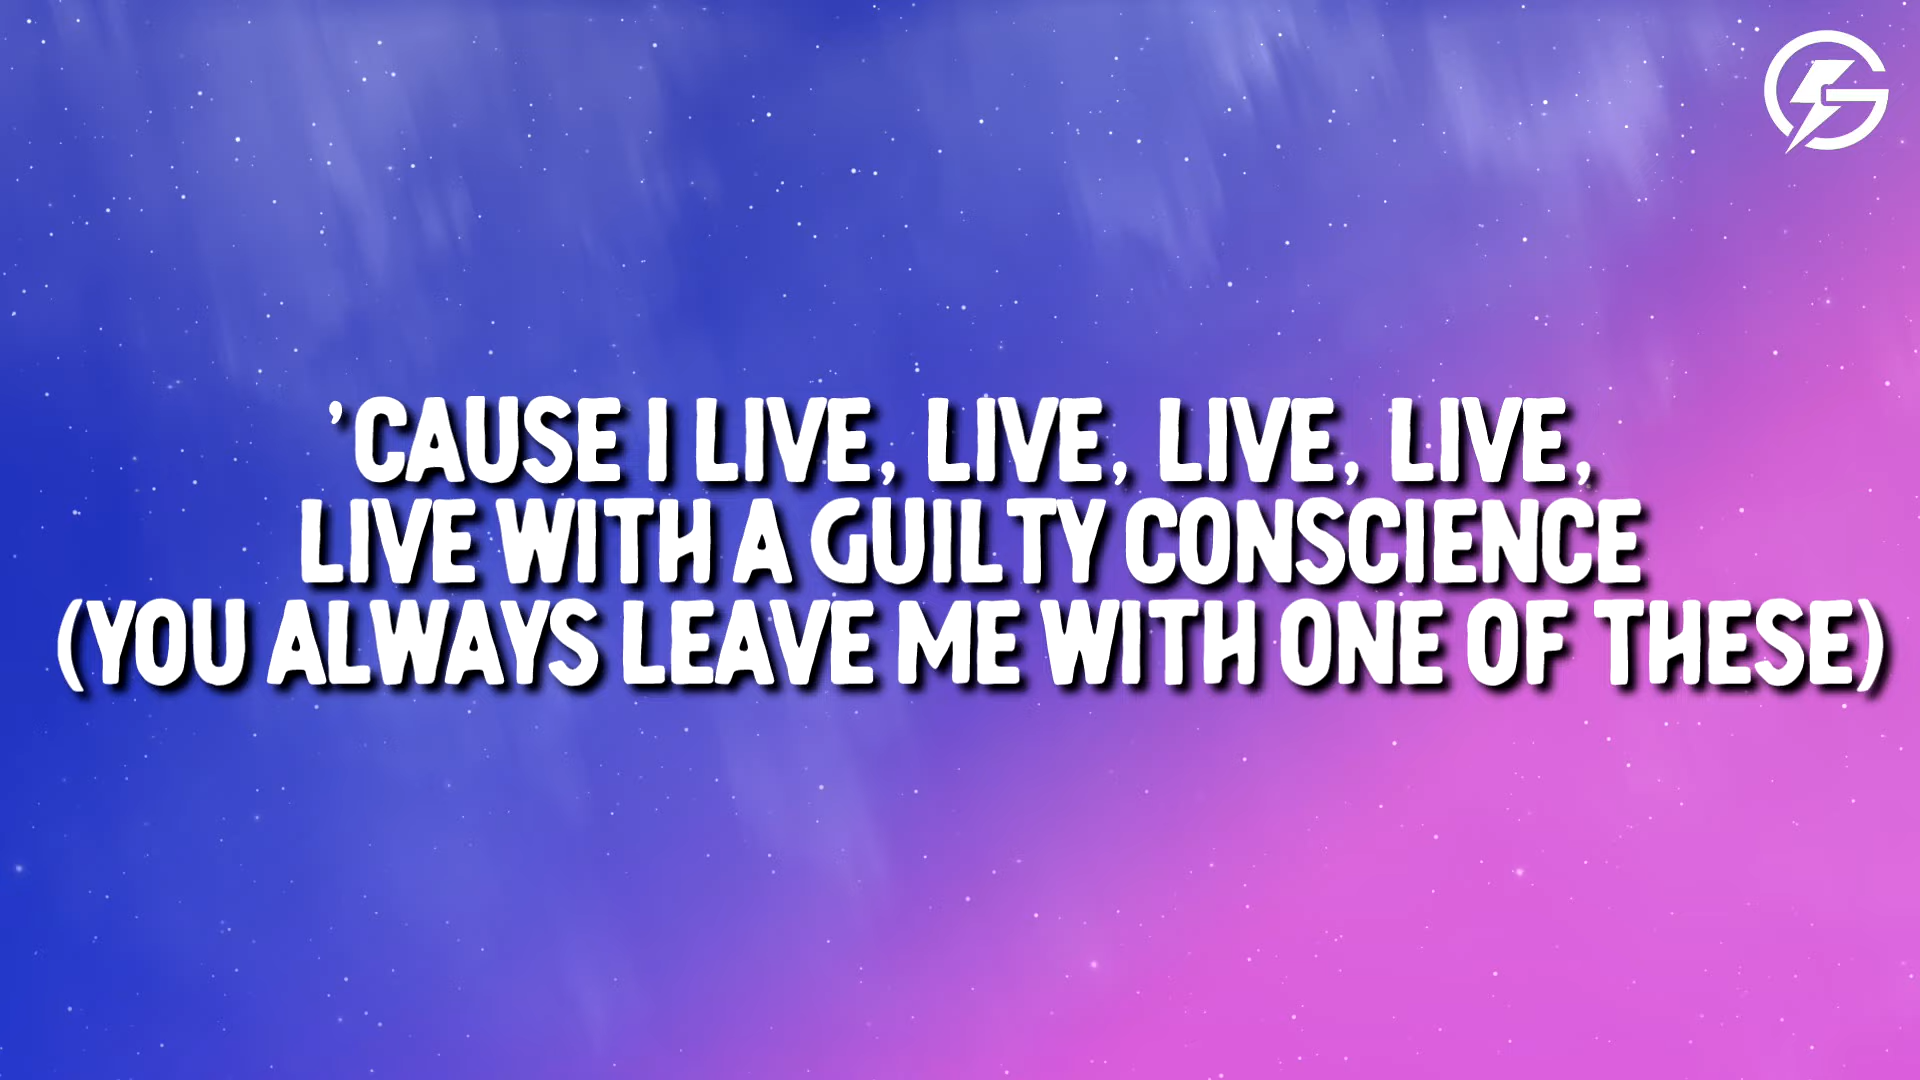 ’CAUSE I LIVE, LIVE, LIVE, LIVE,
LIVE WITH A GUILTY CONSCIENCE
(YOU ALWAYS LEAVE ME WITH ONE OF THESE)